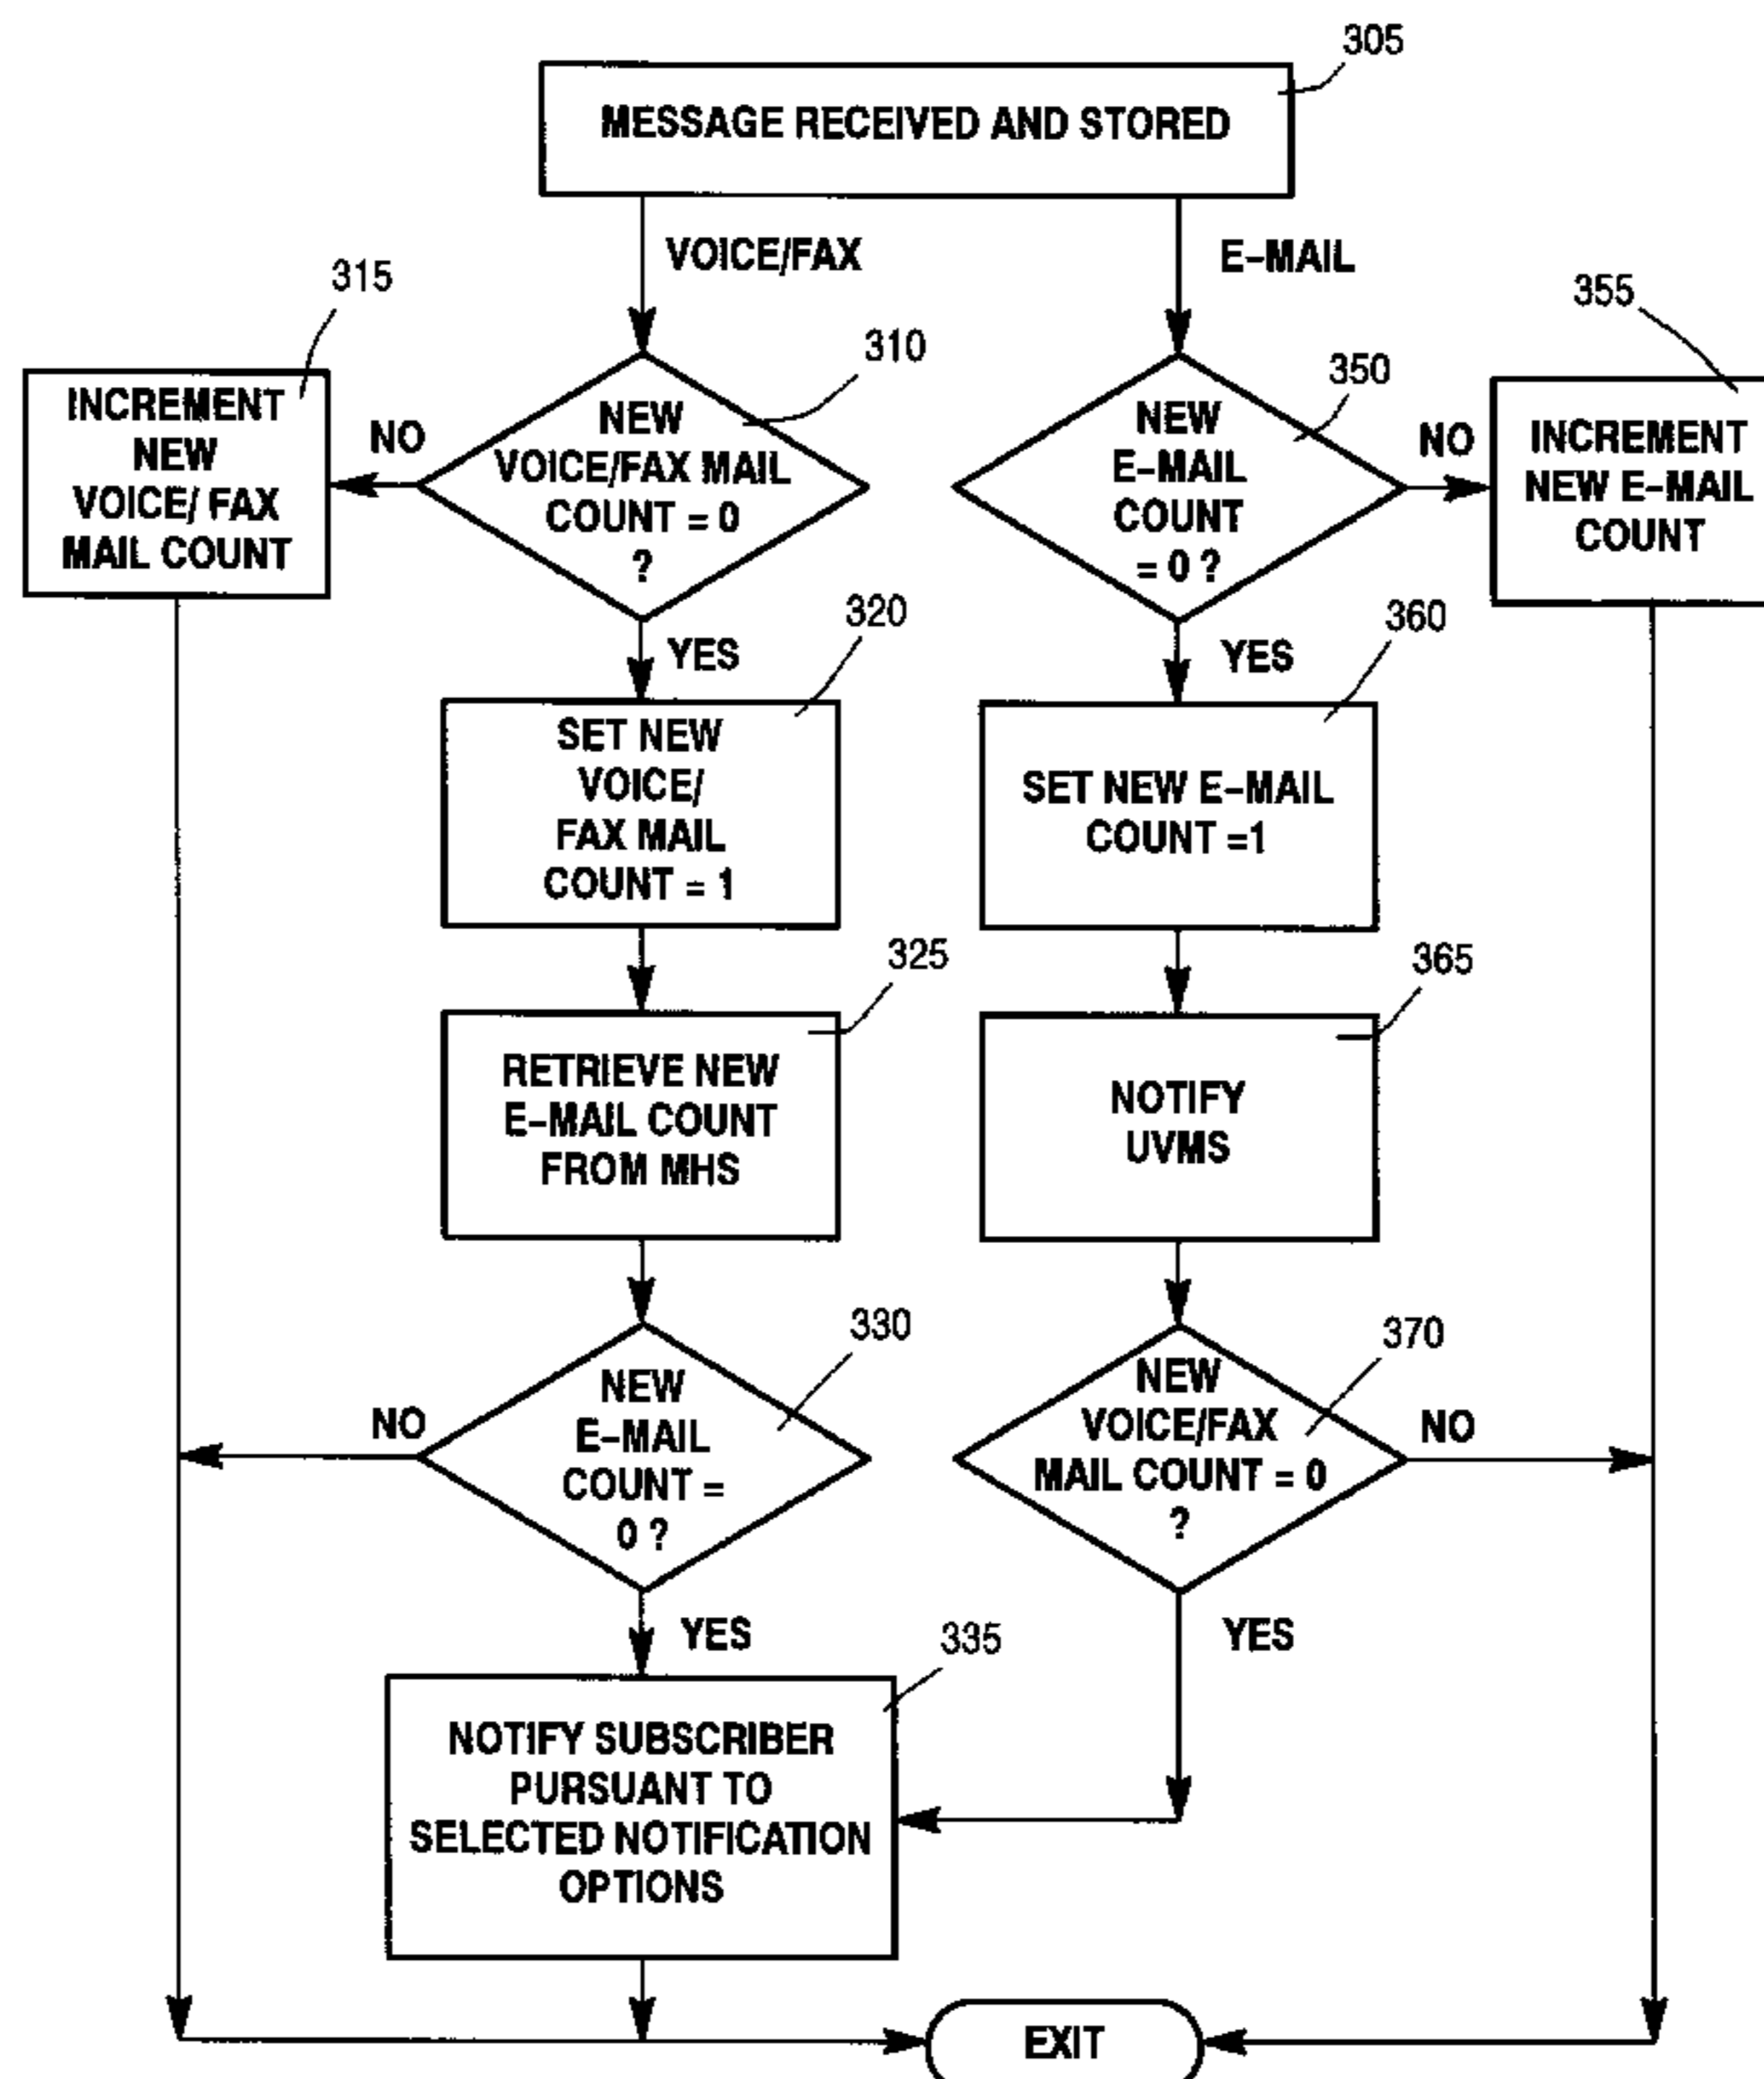 305
MESSAGE RECEIVED AND STORED
VOICE/FAX
E-MAIL
315
310
350
355
INCREMENT
NEW
VOICE/ FAX
MAIL COUNT
NO
NEW
VOICE/FAX MAIL
COUNT = 0
?
NEW
E-MAIL
COUNT
= 0 ?
NO
INCREMENT
NEW E-MAIL
COUNT
320
360
YES
YES
SET NEW
VOICE/
FAX MAIL
COUNT = 1
SET NEW E-MAIL
COUNT =1
325
365
RETRIEVE NEW
E-MAIL COUNT
FROM MHS
NOTIFY
UVMS
330
370
NO
NEW
E-MAIL
COUNT =
0 ?
NEW
VOICE/FAX
MAIL COUNT = 0
?
NO
YES
335
YES
NOTIFY SUBSCRIBER
PURSUANT TO
SELECTED NOTIFICATION
OPTIONS
EXIT